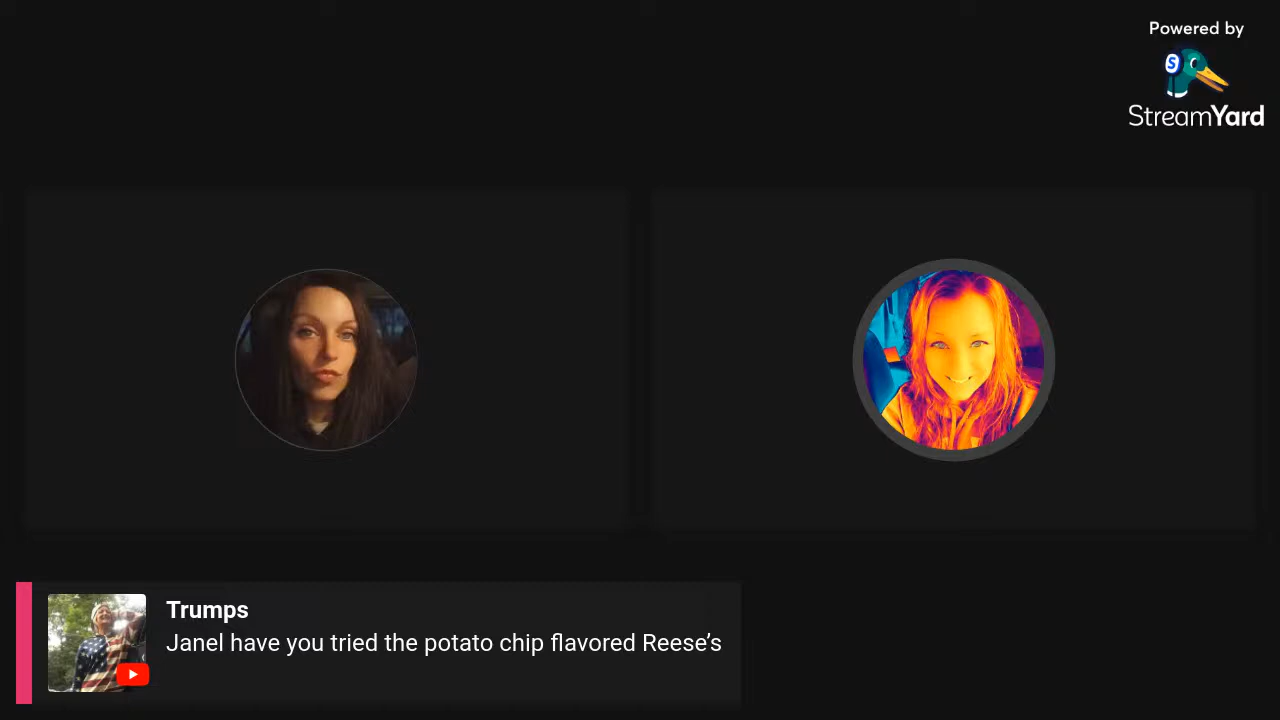 Powered by
S
StreamYard
Trumps
Janel have you tried the potato chip flavored Reese’s